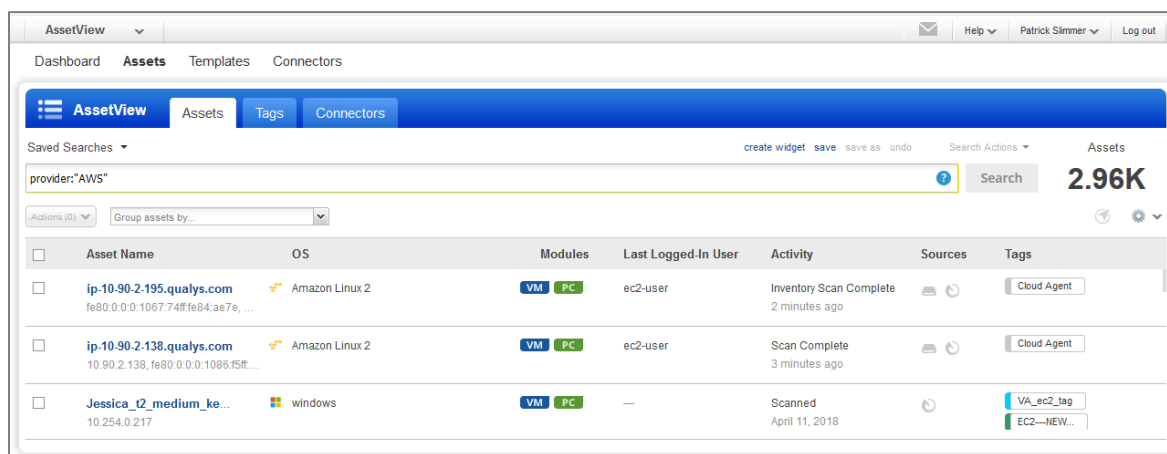 AssetView Help Patrick Slimmer Log out
Dashboard Assets Templates Connectors
AssetView Assets Tags Connectors
Saved Searches create widget save save as undo Search Actions Assets
provider:"AWS" ? Search 2.96K
Actions (0) Group assets by...
Asset Name OS Modules Last Logged-In User Activity Sources Tags
ip-10-90-2-195.qualys.com Amazon Linux 2 VM PC ec2-user Inventory Scan Complete Cloud Agent
fe80:0:0:0:1067:74ff:fe84:ae7e, ... 2 minutes ago
ip-10-90-2-138.qualys.com Amazon Linux 2 VM PC ec2-user Scan Complete Cloud Agent
10.90.2.138, fe80:0:0:0:1086:f5ff:... 3 minutes ago
Jessica_t2_medium_ke... windows VM PC — Scanned VA_ec2_tag
10.254.0.217 April 11, 2018 EC2---NEW...